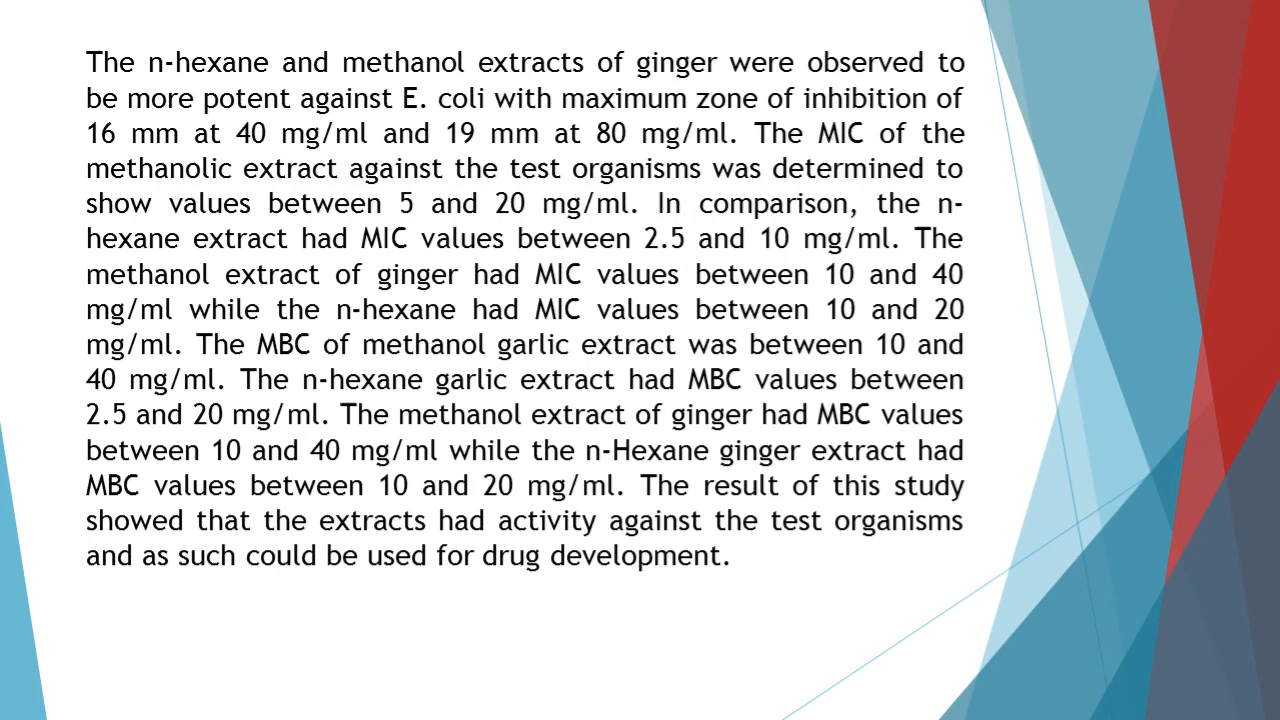 The n-hexane and methanol extracts of ginger were observed to
be more potent against E. coli with maximum zone of inhibition of
16 mm at 40 mg/ml and 19 mm at 80 mg/ml. The MIC of the
methanolic extract against the test organisms was determined to
show values between 5 and 20 mg/ml. In comparison, the n-
hexane extract had MIC values between 2.5 and 10 mg/ml. The
methanol extract of ginger had MIC values between 10 and 40
mg/ml while the n-hexane had MIC values between 10 and 20
mg/ml. The MBC of methanol garlic extract was between 10 and
40 mg/ml. The n-hexane garlic extract had MBC values between
2.5 and 20 mg/ml. The methanol extract of ginger had MBC values
between 10 and 40 mg/ml while the n-Hexane ginger extract had
MBC values between 10 and 20 mg/ml. The result of this study
showed that the extracts had activity against the test organisms
and as such could be used for drug development.